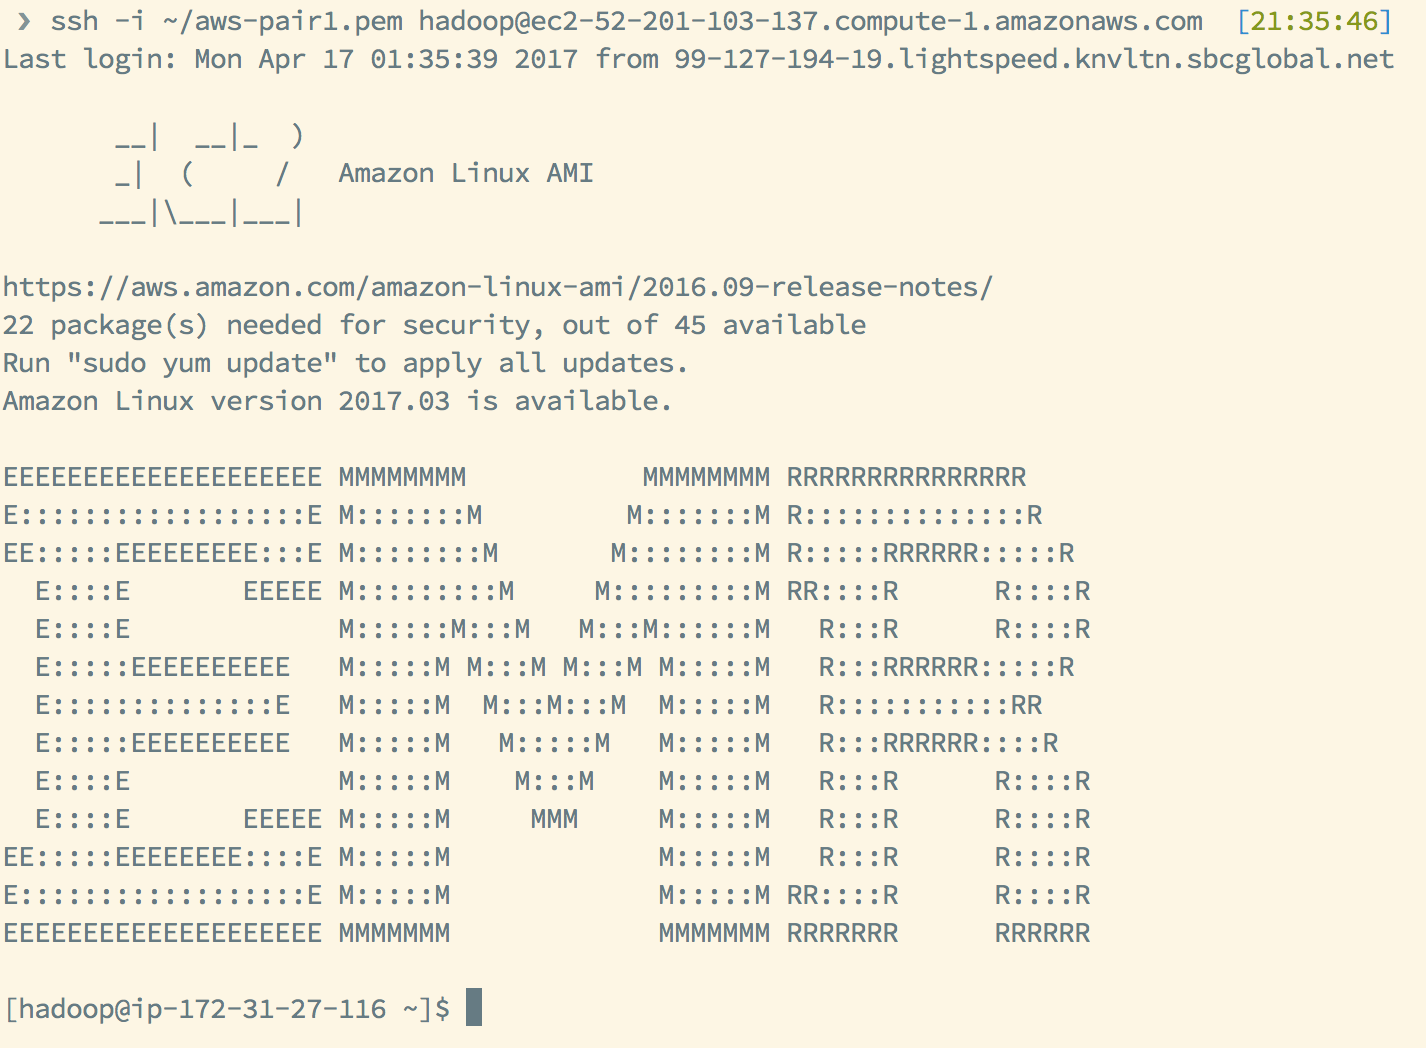 ❯ ssh -i ~/aws-pair1.pem hadoop@ec2-52-201-103-137.compute-1.amazonaws.com  [21:35:46]
Last login: Mon Apr 17 01:35:39 2017 from 99-127-194-19.lightspeed.knvltn.sbcglobal.net

       __|  __|_  )
       _|  (     /   Amazon Linux AMI
      ___|\___|___|

https://aws.amazon.com/amazon-linux-ami/2016.09-release-notes/
22 package(s) needed for security, out of 45 available
Run "sudo yum update" to apply all updates.
Amazon Linux version 2017.03 is available.

EEEEEEEEEEEEEEEEEEEE MMMMMMMM           MMMMMMMM RRRRRRRRRRRRRRR
E::::::::::::::::::E M:::::::M         M:::::::M R::::::::::::::R
EE:::::EEEEEEEEE:::E M::::::::M       M::::::::M R:::::RRRRRR:::::R
  E::::E       EEEEE M:::::::::M     M:::::::::M RR::::R      R::::R
  E::::E             M::::::M:::M   M:::M::::::M   R:::R      R::::R
  E:::::EEEEEEEEEE   M:::::M M:::M M:::M M:::::M   R:::RRRRRR:::::R
  E::::::::::::::E   M:::::M  M:::M:::M  M:::::M   R:::::::::::RR
  E:::::EEEEEEEEEE   M:::::M   M:::::M   M:::::M   R:::RRRRRR::::R
  E::::E             M:::::M    M:::M    M:::::M   R:::R      R::::R
  E::::E       EEEEE M:::::M     MMM     M:::::M   R:::R      R::::R
EE:::::EEEEEEEE::::E M:::::M             M:::::M   R:::R      R::::R
E::::::::::::::::::E M:::::M             M:::::M RR::::R      R::::R
EEEEEEEEEEEEEEEEEEEE MMMMMMM             MMMMMMM RRRRRRR      RRRRRR

[hadoop@ip-172-31-27-116 ~]$